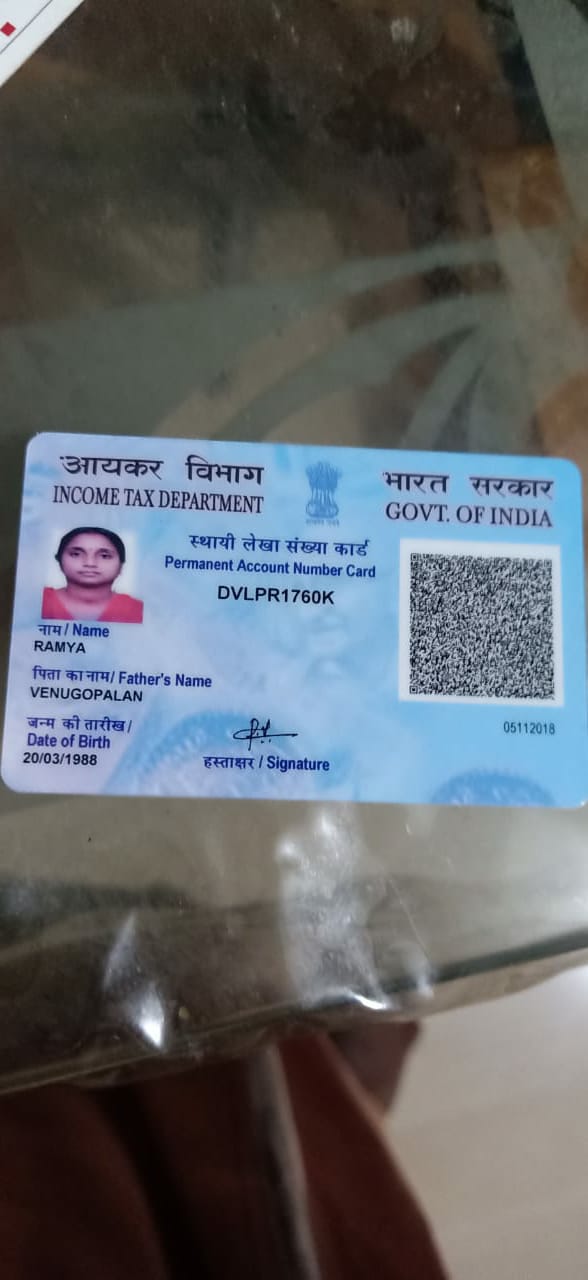 आयकर विभाग
INCOME TAX DEPARTMENT
भारत सरकार
GOVT. OF INDIA
स्थायी लेखा संख्या कार्ड
Permanent Account Number Card
DVLPR1760K
नाम / Name
RAMYA
पिता का नाम/ Father's Name
VENUGOPALAN
जन्म की तारीख/
Date of Birth
20/03/1988
हस्ताक्षर / Signature
05112018